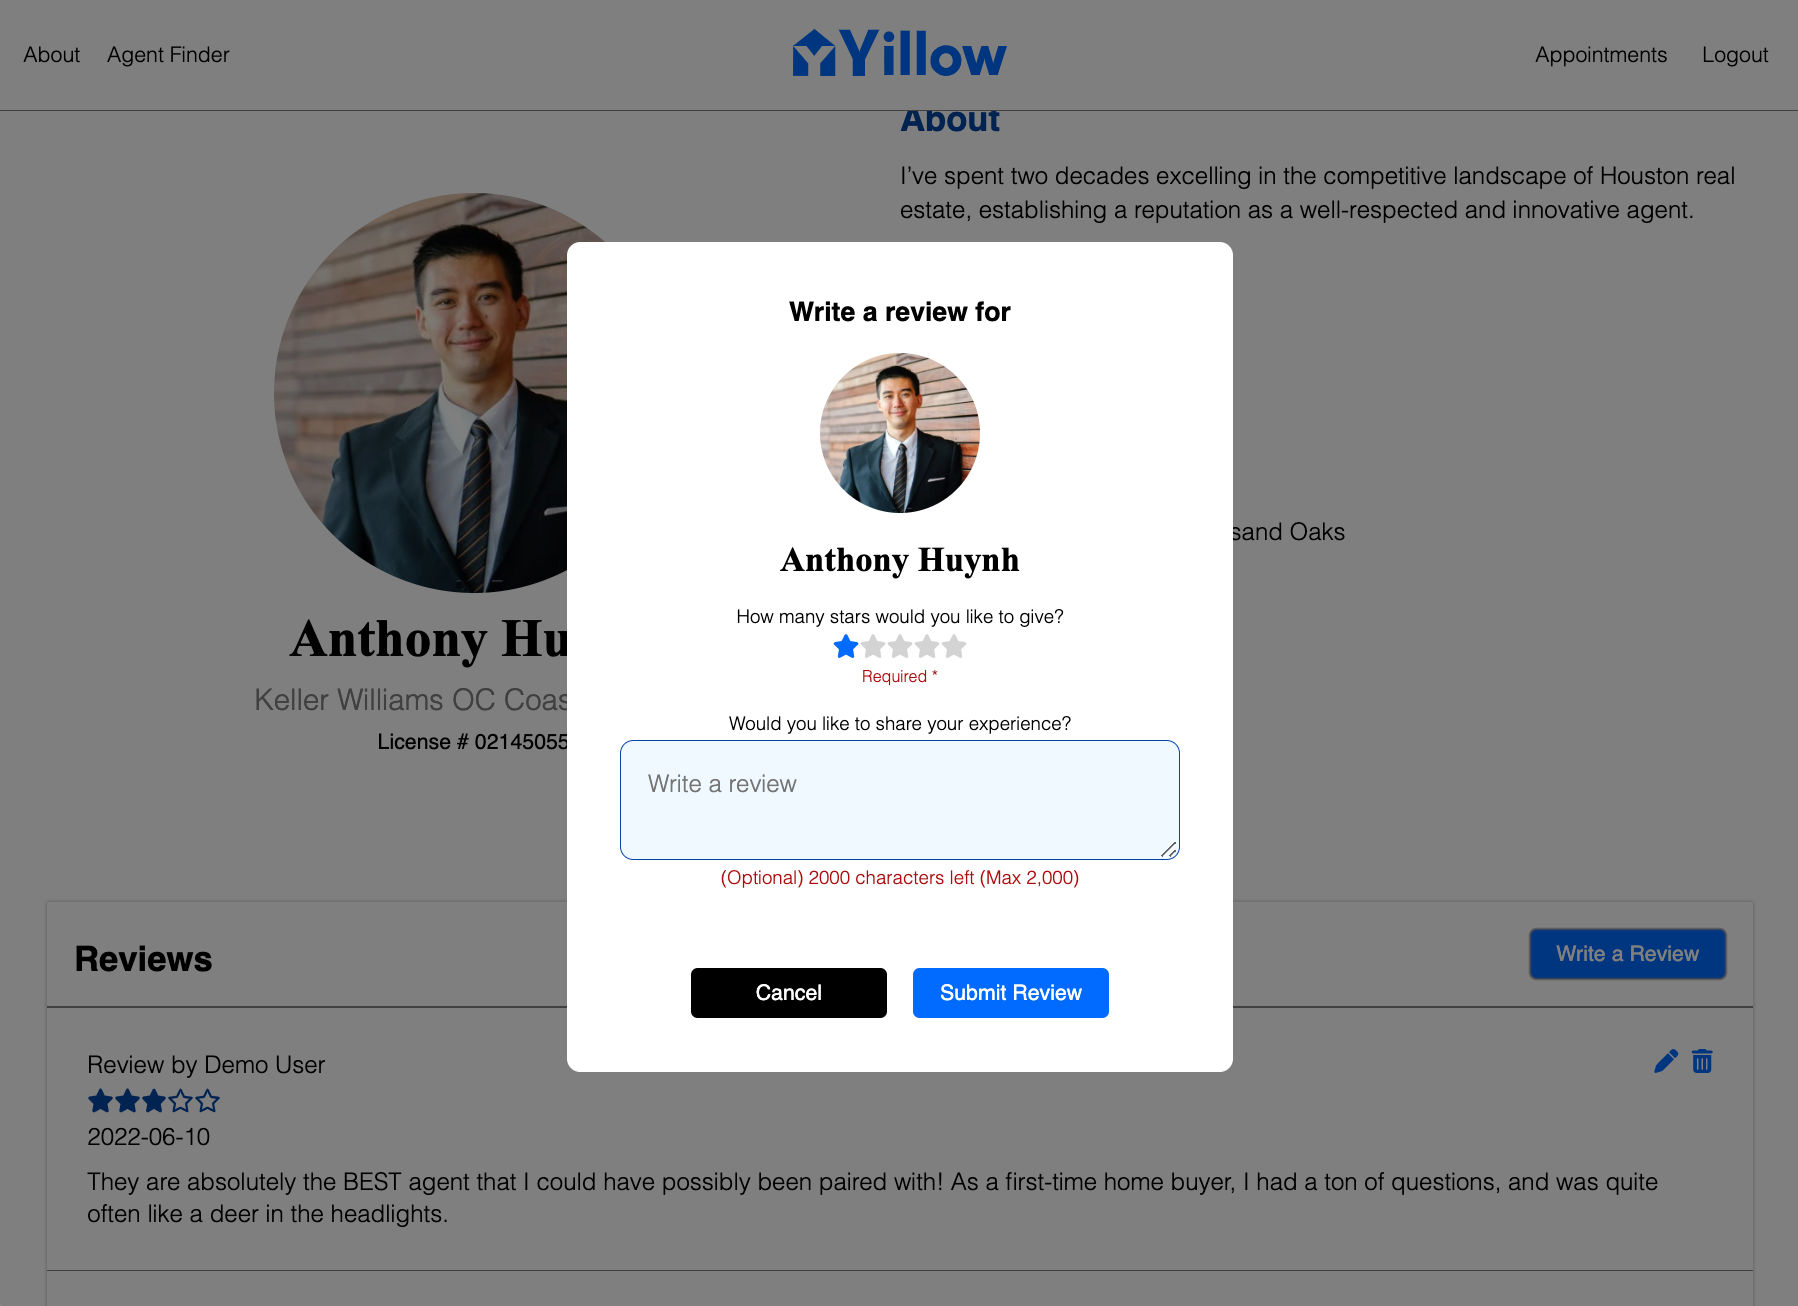 About
Agent Finder
Yillow
Appointments
Logout
About
I've spent two decades excelling in the competitive landscape of Houston real
estate, establishing a reputation as a well-respected and innovative agent.
Anthony Hu
Keller Williams OC Coas
License # 02145055
sand Oaks
Write a review for
Anthony Huynh
How many stars would you like to give?
Required *
Would you like to share your experience?
Write a review
(Optional) 2000 characters left (Max 2,000)
Cancel
Submit Review
Reviews
Write a Review
Review by Demo User
2022-06-10
They are absolutely the BEST agent that I could have possibly been paired with! As a first-time home buyer, I had a ton of questions, and was quite
often like a deer in the headlights.